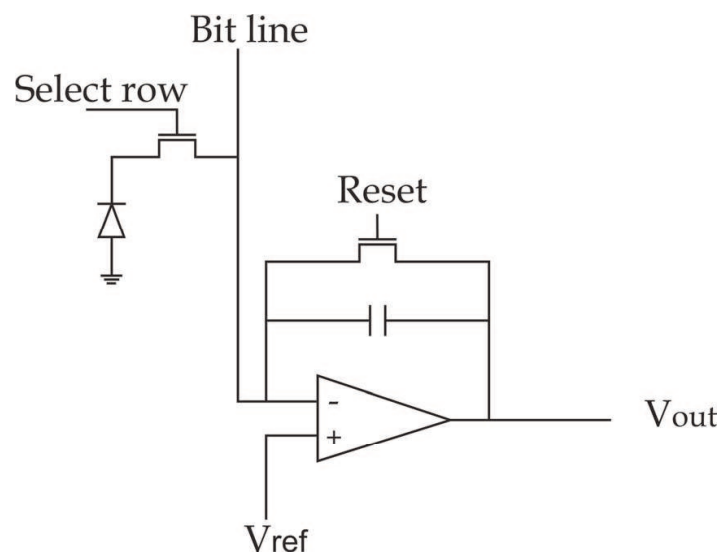 Bit line
Select row
Reset
-
+
Vout
Vref